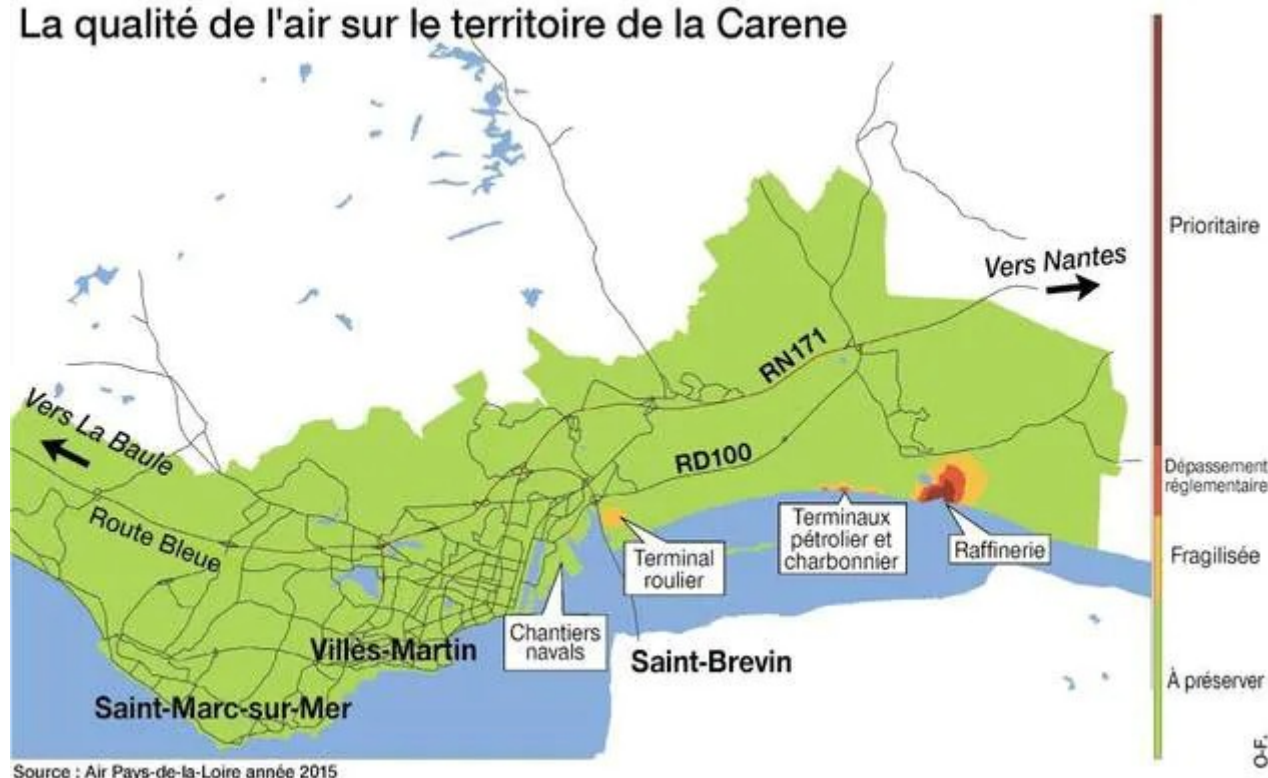 La qualité de l'air sur le territoire de la Carene
Prioritaire
Vers Nantes
RN171
Vers La Baule
RD100
Dépassement
réglementaire
Route Bleue
Terminaux
pétrolier et
charbonnier
Raffinerie
Fragilisée
Terminal
roulier
Chantiers
navals
Villès-Martin
Saint-Brevin
À préserver
Saint-Marc-sur-Mer
O-F.
Source : Air Pays-de-la-Loire année 2015